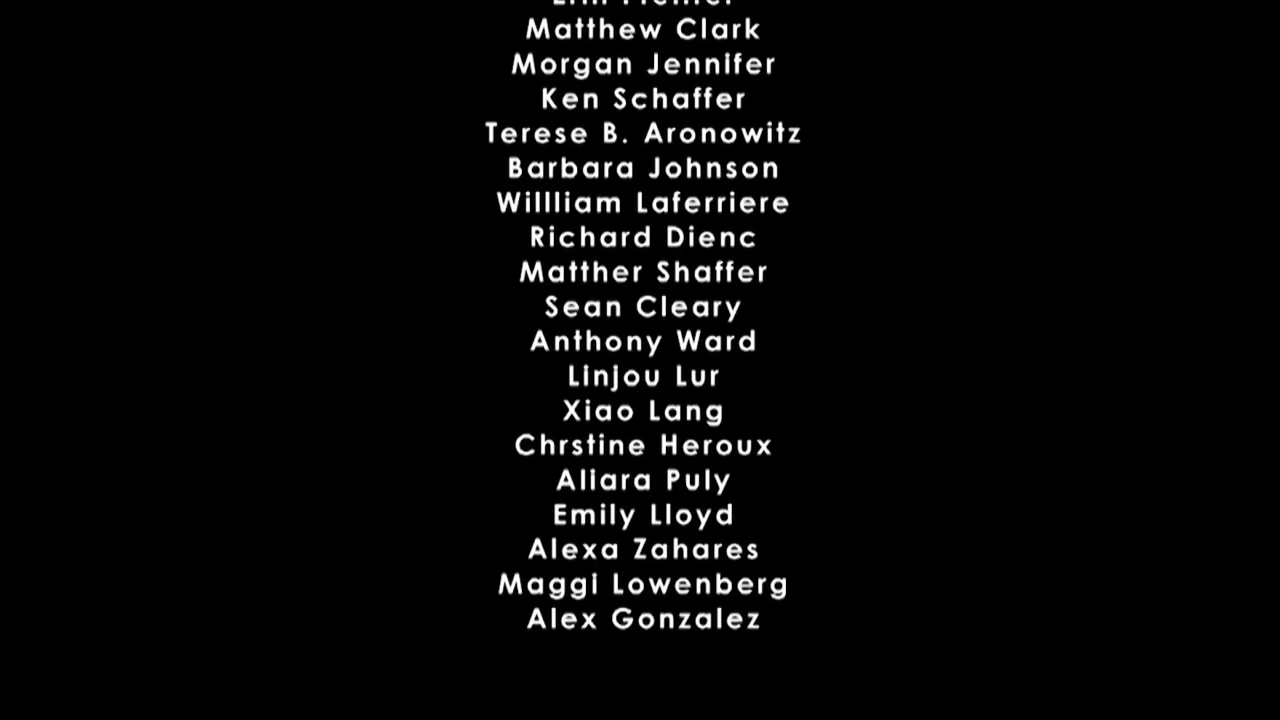 Matthew Clark
Morgan Jennifer
Ken Schaffer
Terese B. Aronowitz
Barbara Johnson
Willliam Laferriere
Richard Dienc
Matther Shaffer
Sean Cleary
Anthony Ward
Linjou Lur
Xiao Lang
Chrstine Heroux
Aliara Puly
Emily Lloyd
Alexa Zahares
Maggi Lowenberg
Alex Gonzalez